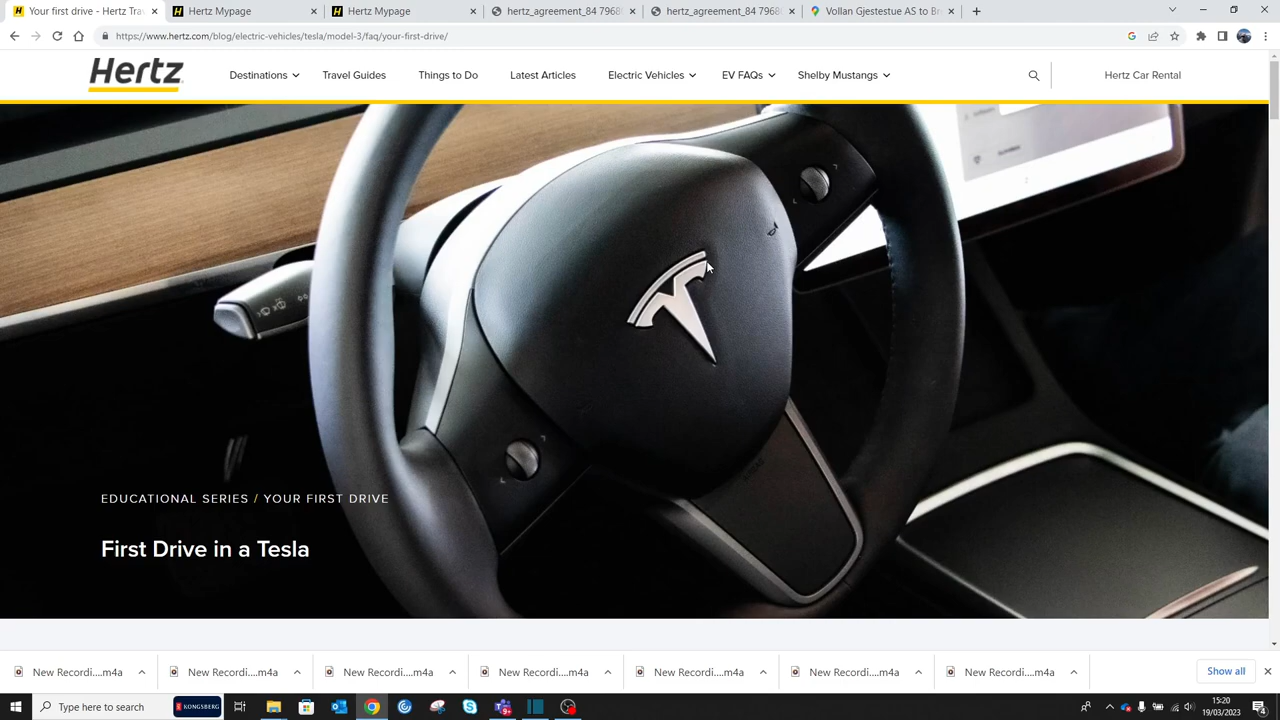 Your first drive - Hertz Tra
Hertz Mypage
Hertz Mypage
hertz_agreement_84 7968
hertz_agreement_84 7968
Vollan Gjestestue AS to Br
https://www.hertz.com/blog/electric-vehicles/tesla/model-3/faq/your-first-drive/
Hertz
Destinations
Travel Guides
Things to Do
Latest Articles
Electric Vehicles
EV FAQs
Shelby Mustangs
Hertz Car Rental
EDUCATIONAL SERIES / YOUR FIRST DRIVE
First Drive in a Tesla
New Recordi....m4a
New Recordi....m4a
New Recordi....m4a
New Recordi....m4a
New Recordi....m4a
New Recordi....m4a
New Recordi....m4a
Show all
Type here to search
KONGSBERG
15:20
19/03/2023